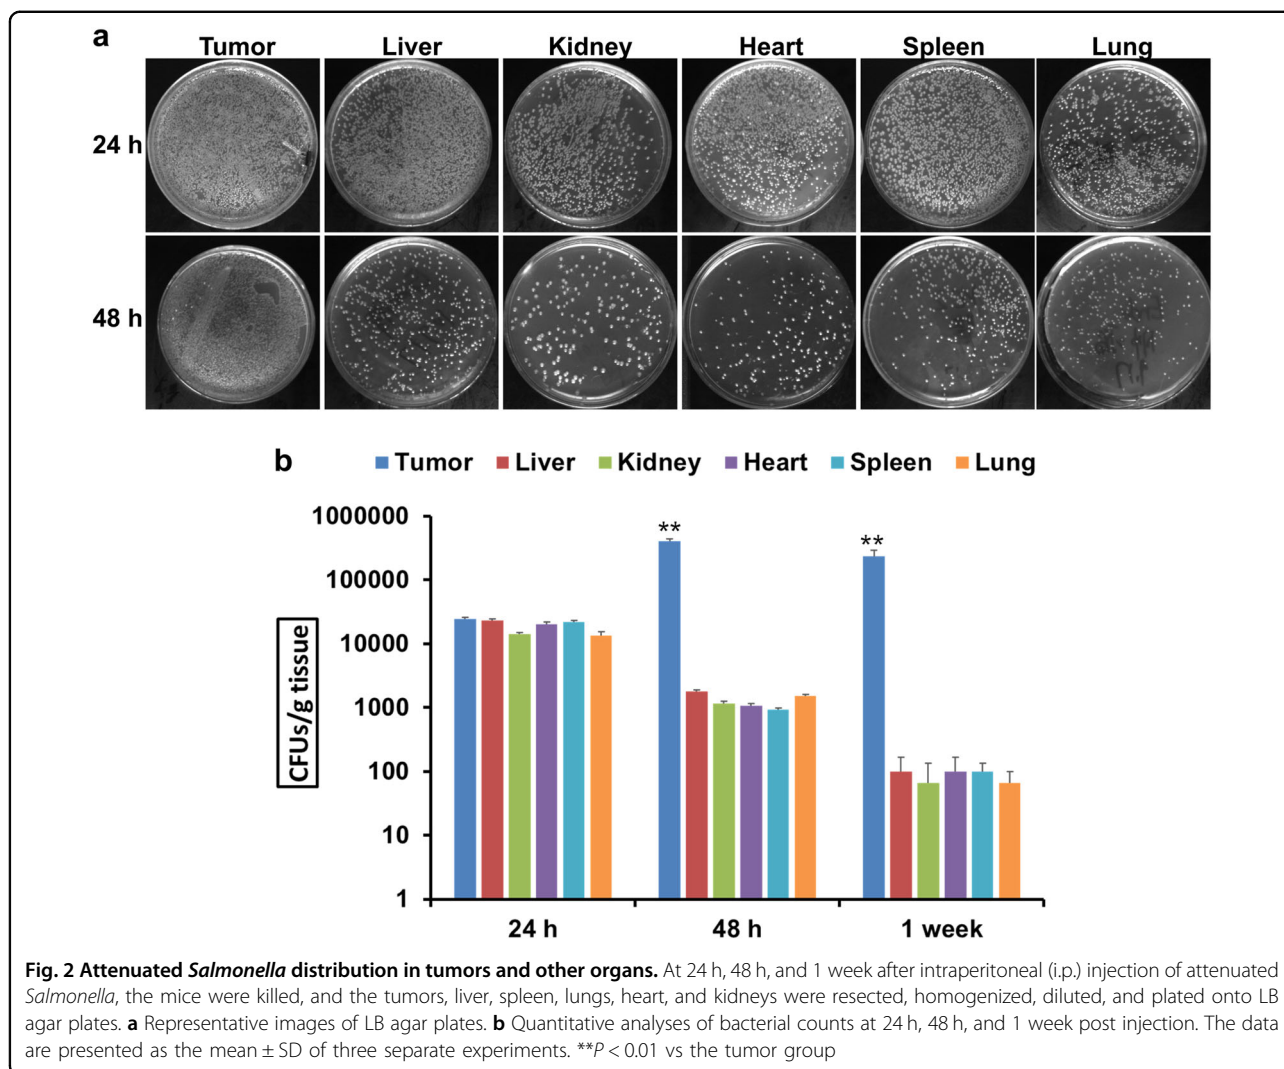 a
Tumor Liver Kidney Heart Spleen Lung
24 h
48 h
b
Tumor Liver Kidney Heart Spleen Lung
CFUs/g tissue
1000000
100000
10000
1000
100
10
1
**
**
24 h 48 h 1 week
Fig. 2 Attenuated Salmonella distribution in tumors and other organs. At 24 h, 48 h, and 1 week after intraperitoneal (i.p.) injection of attenuated
Salmonella, the mice were killed, and the tumors, liver, spleen, lungs, heart, and kidneys were resected, homogenized, diluted, and plated onto LB
agar plates. a Representative images of LB agar plates. b Quantitative analyses of bacterial counts at 24 h, 48 h, and 1 week post injection. The data
are presented as the mean ± SD of three separate experiments. **P < 0.01 vs the tumor group